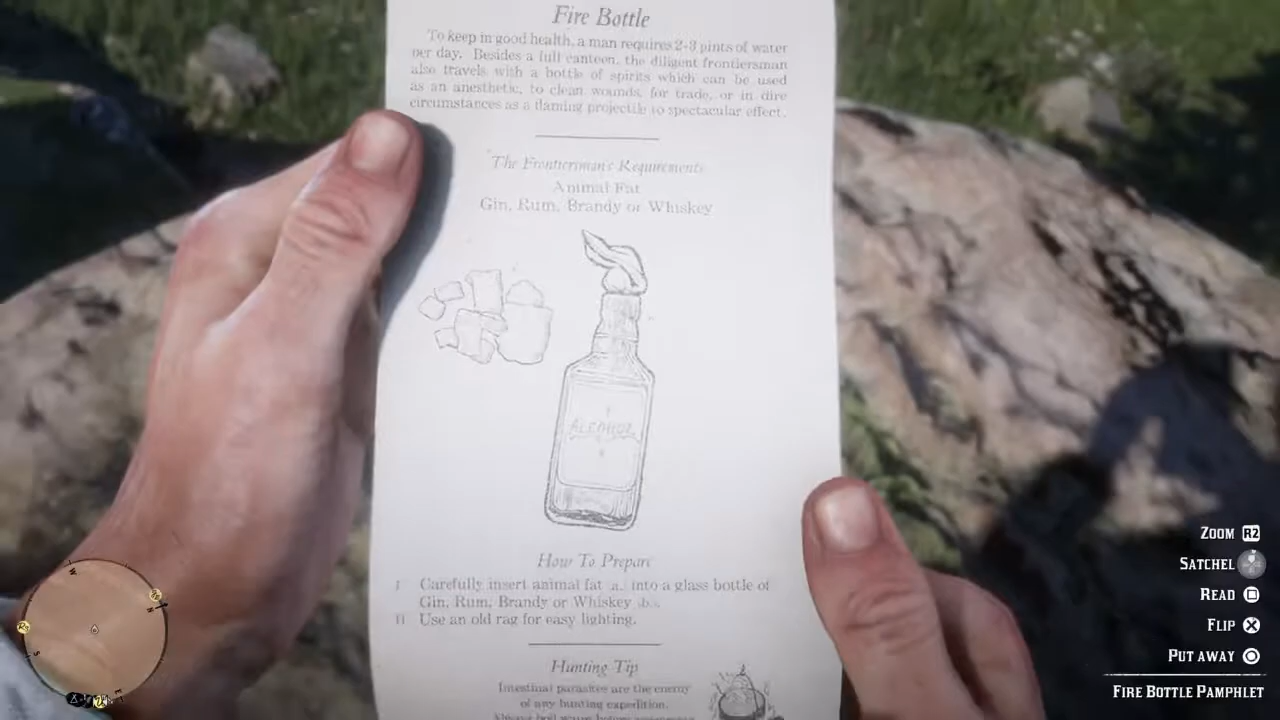 Fire Bottle
To keep in good health, a man requires 2-3 pints of water
per day. Besides a full canteen, the diligent frontiersman
also travels with a bottle of spirits which can be used
as an anesthetic, to clean wounds, for trade, or in dire
circumstances as a flaming projectile to spectacular effect.
The Frontiersman's Requirements
Animal Fat
Gin, Rum, Brandy or Whiskey
ALCOHOL
How To Prepare
I Carefully insert animal fat (a.) into a glass bottle of
Gin, Rum, Brandy or Whiskey (b.).
II Use an old rag for easy lighting.
Hunting Tip
Intestinal parasites are the enemy
of any hunting expedition.
Always boil water before
ZOOM R2
SATCHEL
READ
FLIP
PUT AWAY
FIRE BOTTLE PAMPHLET
W
N
S
E